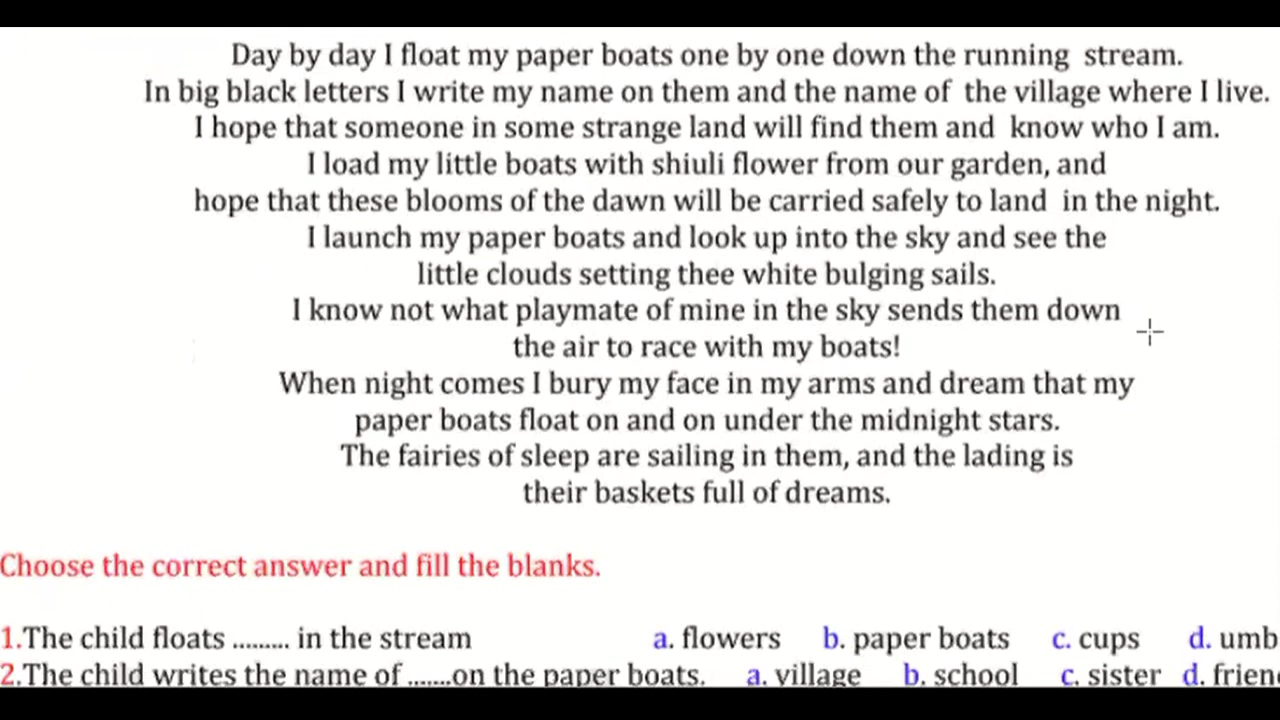 Day by day I float my paper boats one by one down the running stream.
In big black letters I write my name on them and the name of the village where I live.
I hope that someone in some strange land will find them and know who I am.
I load my little boats with shiuli flower from our garden, and
hope that these blooms of the dawn will be carried safely to land in the night.
I launch my paper boats and look up into the sky and see the
little clouds setting thee white bulging sails.
I know not what playmate of mine in the sky sends them down
the air to race with my boats!
When night comes I bury my face in my arms and dream that my
paper boats float on and on under the midnight stars.
The fairies of sleep are sailing in them, and the lading is
their baskets full of dreams.
Choose the correct answer and fill the blanks.
1.The child floats ......... in the stream a. flowers b. paper boats c. cups d. umb
2.The child writes the name of .......on the paper boats. a. village b. school c. sister d. frien